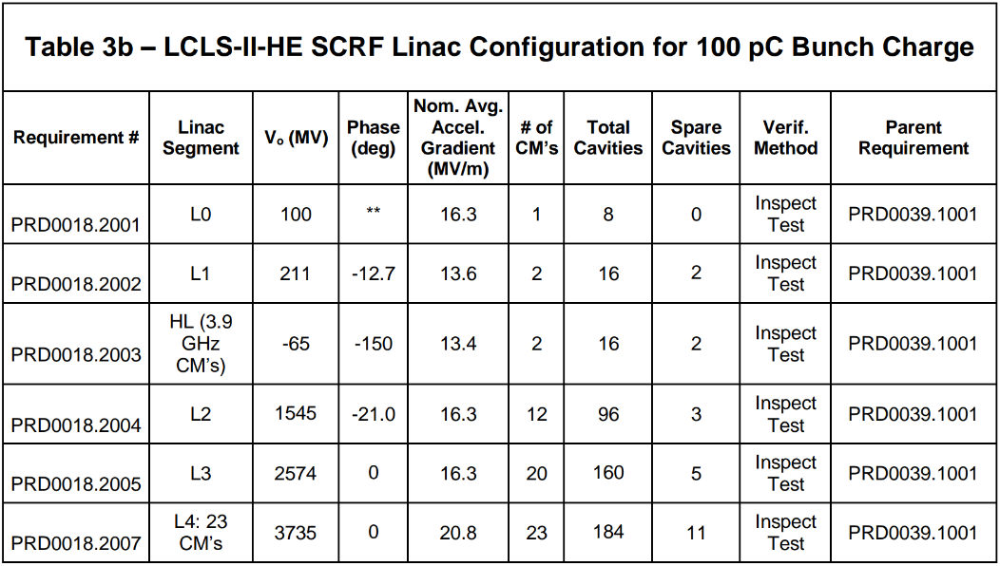 Table 3b – LCLS-II-HE SCRF Linac Configuration for 100 pC Bunch Charge
Requirement # Linac Segment Vₒ (MV) Phase (deg) Nom. Avg. Accel. Gradient (MV/m) # of CM's Total Cavities Spare Cavities Verif. Method Parent Requirement
PRD0018.2001 L0 100 ** 16.3 1 8 0 Inspect Test PRD0039.1001
PRD0018.2002 L1 211 -12.7 13.6 2 16 2 Inspect Test PRD0039.1001
PRD0018.2003 HL (3.9 GHz CM's) -65 -150 13.4 2 16 2 Inspect Test PRD0039.1001
PRD0018.2004 L2 1545 -21.0 16.3 12 96 3 Inspect Test PRD0039.1001
PRD0018.2005 L3 2574 0 16.3 20 160 5 Inspect Test PRD0039.1001
PRD0018.2007 L4: 23 CM's 3735 0 20.8 23 184 11 Inspect Test PRD0039.1001